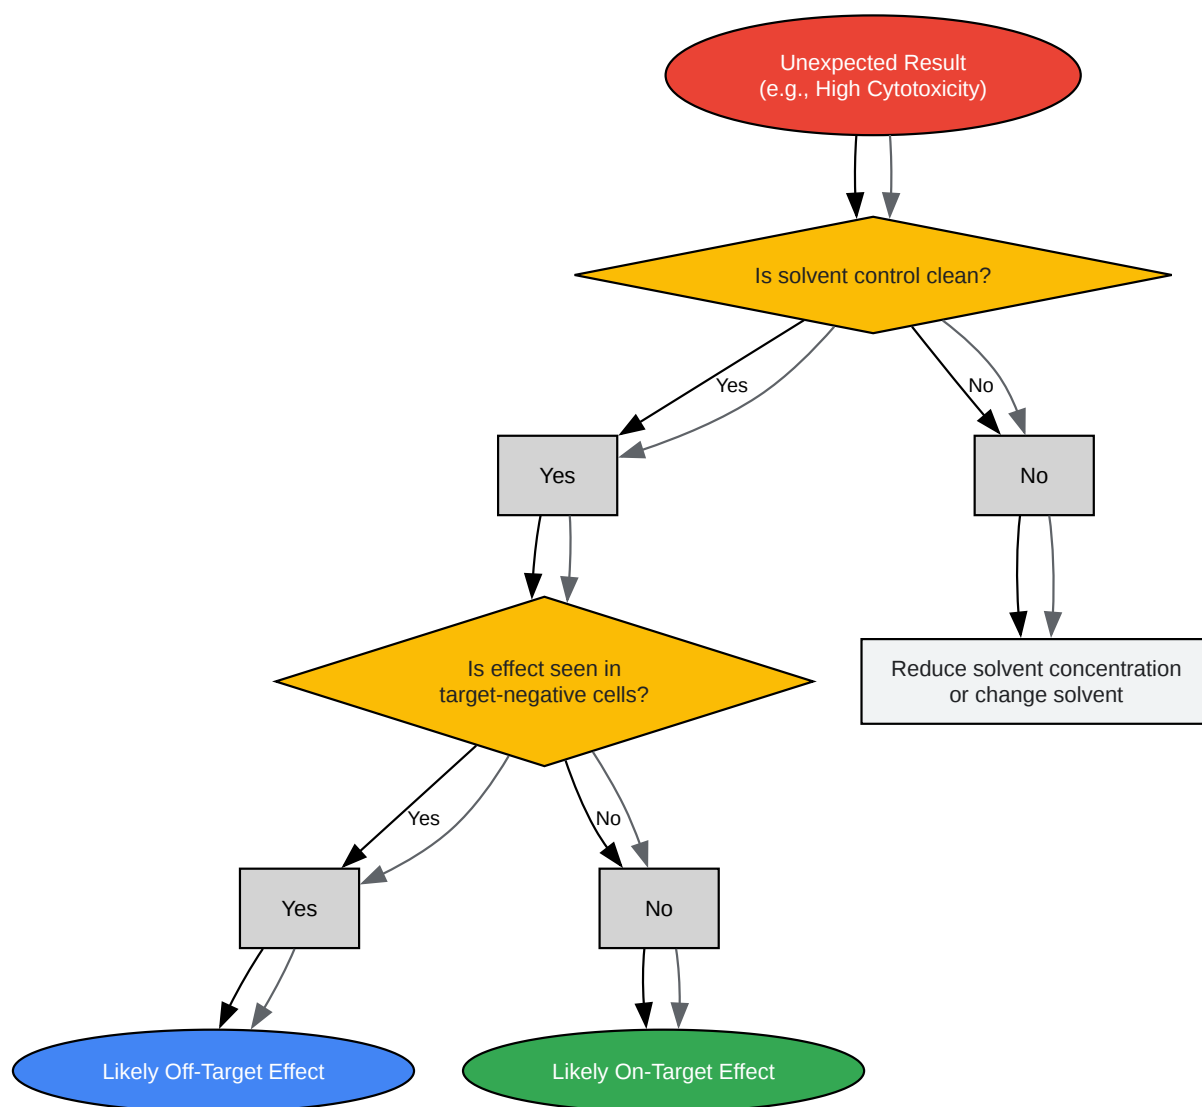 Unexpected Result
(e.g., High Cytotoxicity)
Is solvent control clean?
Yes
No
Yes
No
Is effect seen in
target-negative cells?
Reduce solvent concentration
or change solvent
Yes
No
Yes
No
Likely Off-Target Effect
Likely On-Target Effect